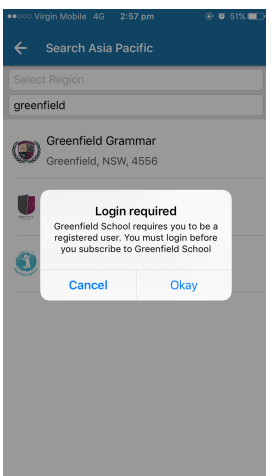 Virgin Mobile 4G 2:57 pm 51%
Search Asia Pacific
Select Region
greenfield
Greenfield Grammar
Greenfield, NSW, 4556
Login required
Greenfield School requires you to be a
registered user. You must login before
you subscribe to Greenfield School
Cancel Okay